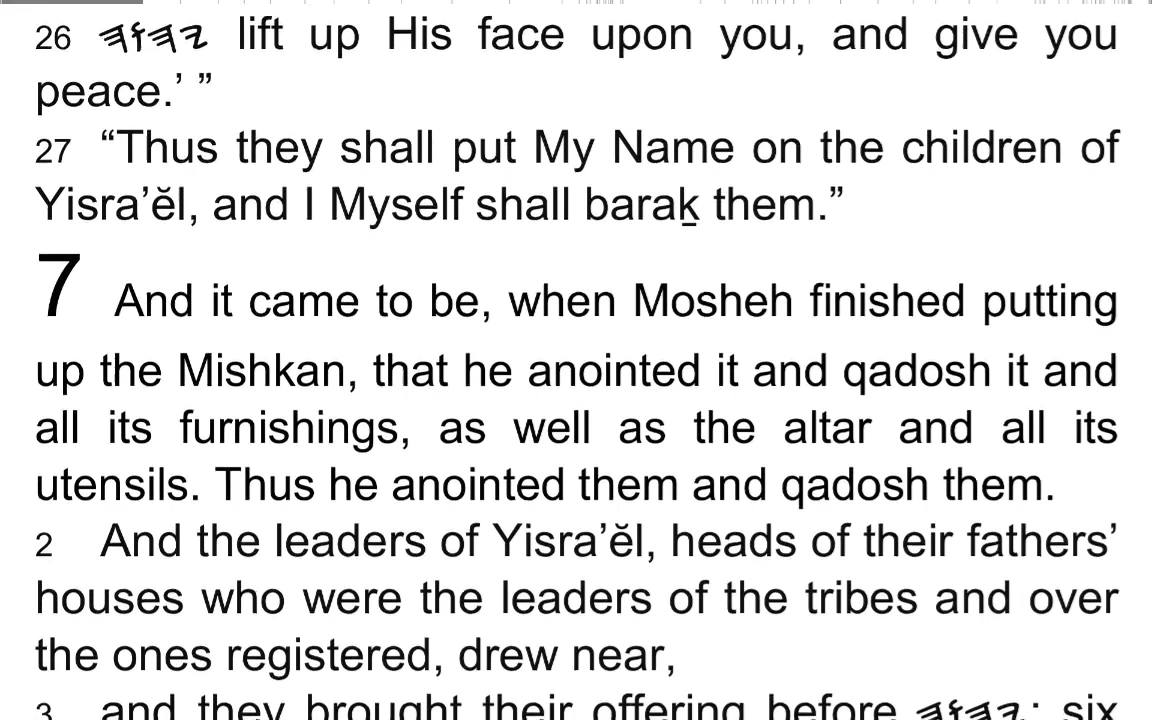 26 𐤉𐤄𐤅𐤄 lift up His face upon you, and give you
peace.’ ”
27 “Thus they shall put My Name on the children of
Yisra’ĕl, and I Myself shall baraḵ them.”
7 And it came to be, when Mosheh finished putting
up the Mishkan, that he anointed it and qadosh it and
all its furnishings, as well as the altar and all its
utensils. Thus he anointed them and qadosh them.
2 And the leaders of Yisra’ĕl, heads of their fathers’
houses who were the leaders of the tribes and over
the ones registered, drew near,
3 and they brought their offering before 𐤉𐤄𐤅𐤄: six